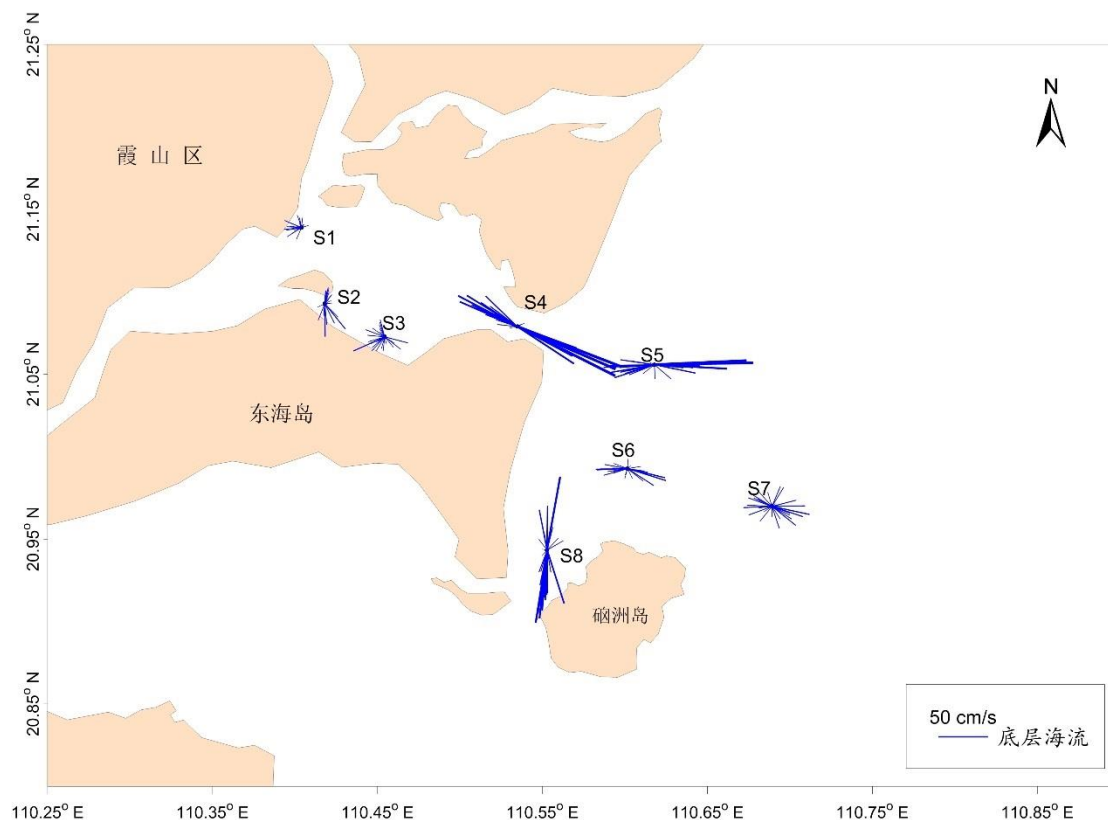 21.25° N
N
霞山区
21.15° N
S1
S2
S3
S4
S5
21.05° N
东海岛
S6
S7
20.95° N
S8
硇洲岛
20.85° N
50 cm/s
底层海流
110.25° E
110.35° E
110.45° E
110.55° E
110.65° E
110.75° E
110.85° E